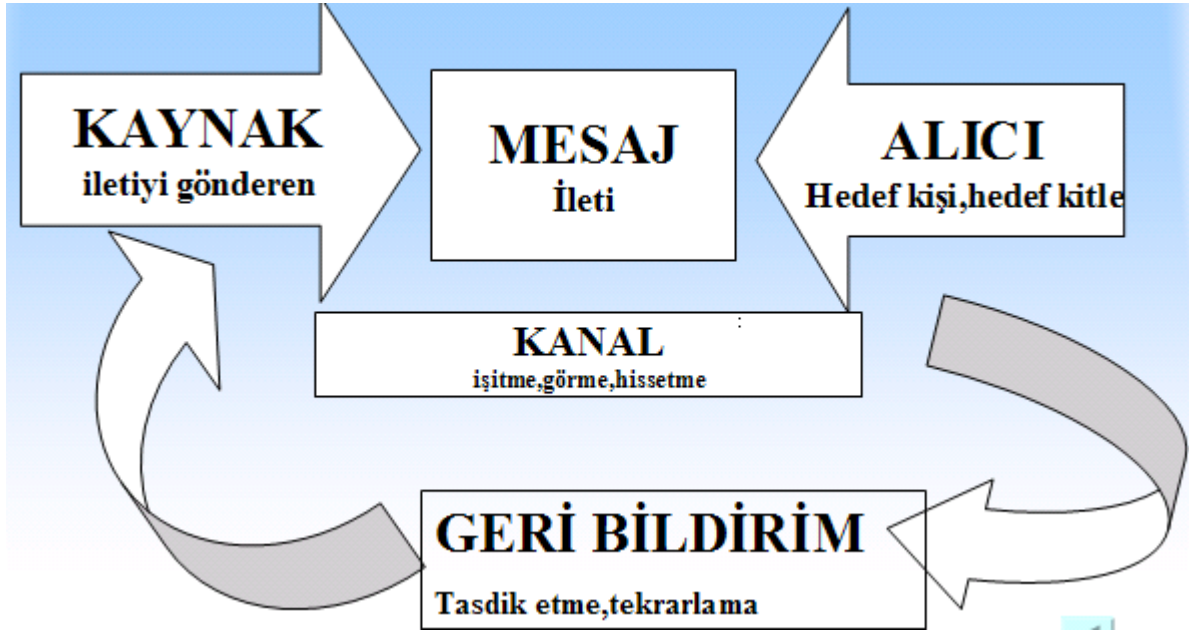 KAYNAK
iletiyi gönderen
MESAJ
İleti
ALICI
Hedef kişi,hedef kitle
:
KANAL
işitme,görme,hissetme
GERİ BİLDİRİM
Tasdik etme,tekrarlama